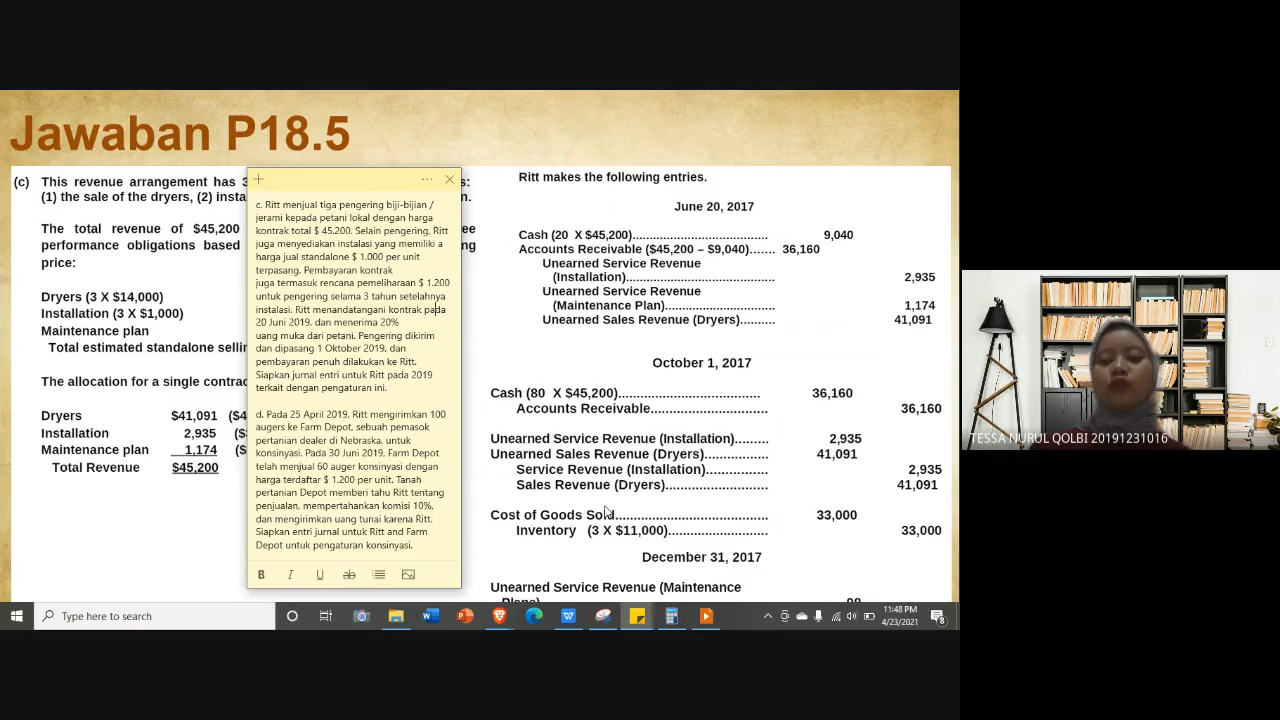 Jawaban P18.5
(c) This revenue arrangement has 3
(1) the sale of the dryers, (2) insta
The total revenue of $45,200
performance obligations based
price:
Dryers (3 X $14,000)
Installation (3 X $1,000)
Maintenance plan
Total estimated standalone sellin
The allocation for a single contrac
Dryers $41,091 ($4
Installation 2,935 ($
Maintenance plan 1,174 ($
Total Revenue $45,200
s:
n.
ee
ng
c. Ritt menjual tiga pengering biji-bijian /
jerami kepada petani lokal dengan harga
kontrak total $ 45.200. Selain pengering, Ritt
juga menyediakan instalasi yang memiliki a
harga jual standalone $ 1.000 per unit
terpasang. Pembayaran kontrak
juga termasuk rencana pemeliharaan $ 1.200
untuk pengering selama 3 tahun setelahnya
instalasi. Ritt menandatangani kontrak pada
20 Juni 2019, dan menerima 20%
uang muka dari petani. Pengering dikirim
dan dipasang 1 Oktober 2019, dan
pembayaran penuh dilakukan ke Ritt.
Siapkan jurnal entri untuk Ritt pada 2019
terkait dengan pengaturan ini.
d. Pada 25 April 2019, Ritt mengirimkan 100
augers ke Farm Depot, sebuah pemasok
pertanian dealer di Nebraska, untuk
konsinyasi. Pada 30 Juni 2019, Farm Depot
telah menjual 60 auger konsinyasi dengan
harga terdaftar $ 1.200 per unit. Tanah
pertanian Depot memberi tahu Ritt tentang
penjualan, mempertahankan komisi 10%,
dan mengirimkan uang tunai karena Ritt.
Siapkan entri jurnal untuk Ritt and Farm
Depot untuk pengaturan konsinyasi.
B I U ab
Ritt makes the following entries.
June 20, 2017
Cash (20 X $45,200)........................................ 9,040
Accounts Receivable ($45,200 – $9,040)....... 36,160
Unearned Service Revenue
(Installation)............................................... 2,935
Unearned Service Revenue
(Maintenance Plan)................................... 1,174
Unearned Sales Revenue (Dryers).......... 41,091
October 1, 2017
Cash (80 X $45,200)......................................... 36,160
Accounts Receivable................................... 36,160
Unearned Service Revenue (Installation)......... 2,935
Unearned Sales Revenue (Dryers)................... 41,091
Service Revenue (Installation)................... 2,935
Sales Revenue (Dryers)............................. 41,091
Cost of Goods Sold.......................................... 33,000
Inventory (3 X $11,000).............................. 33,000
December 31, 2017
Unearned Service Revenue (Maintenance
TESSA NURUL QOLBI 20191231016
Type here to search
11:48 PM
4/23/2021
8